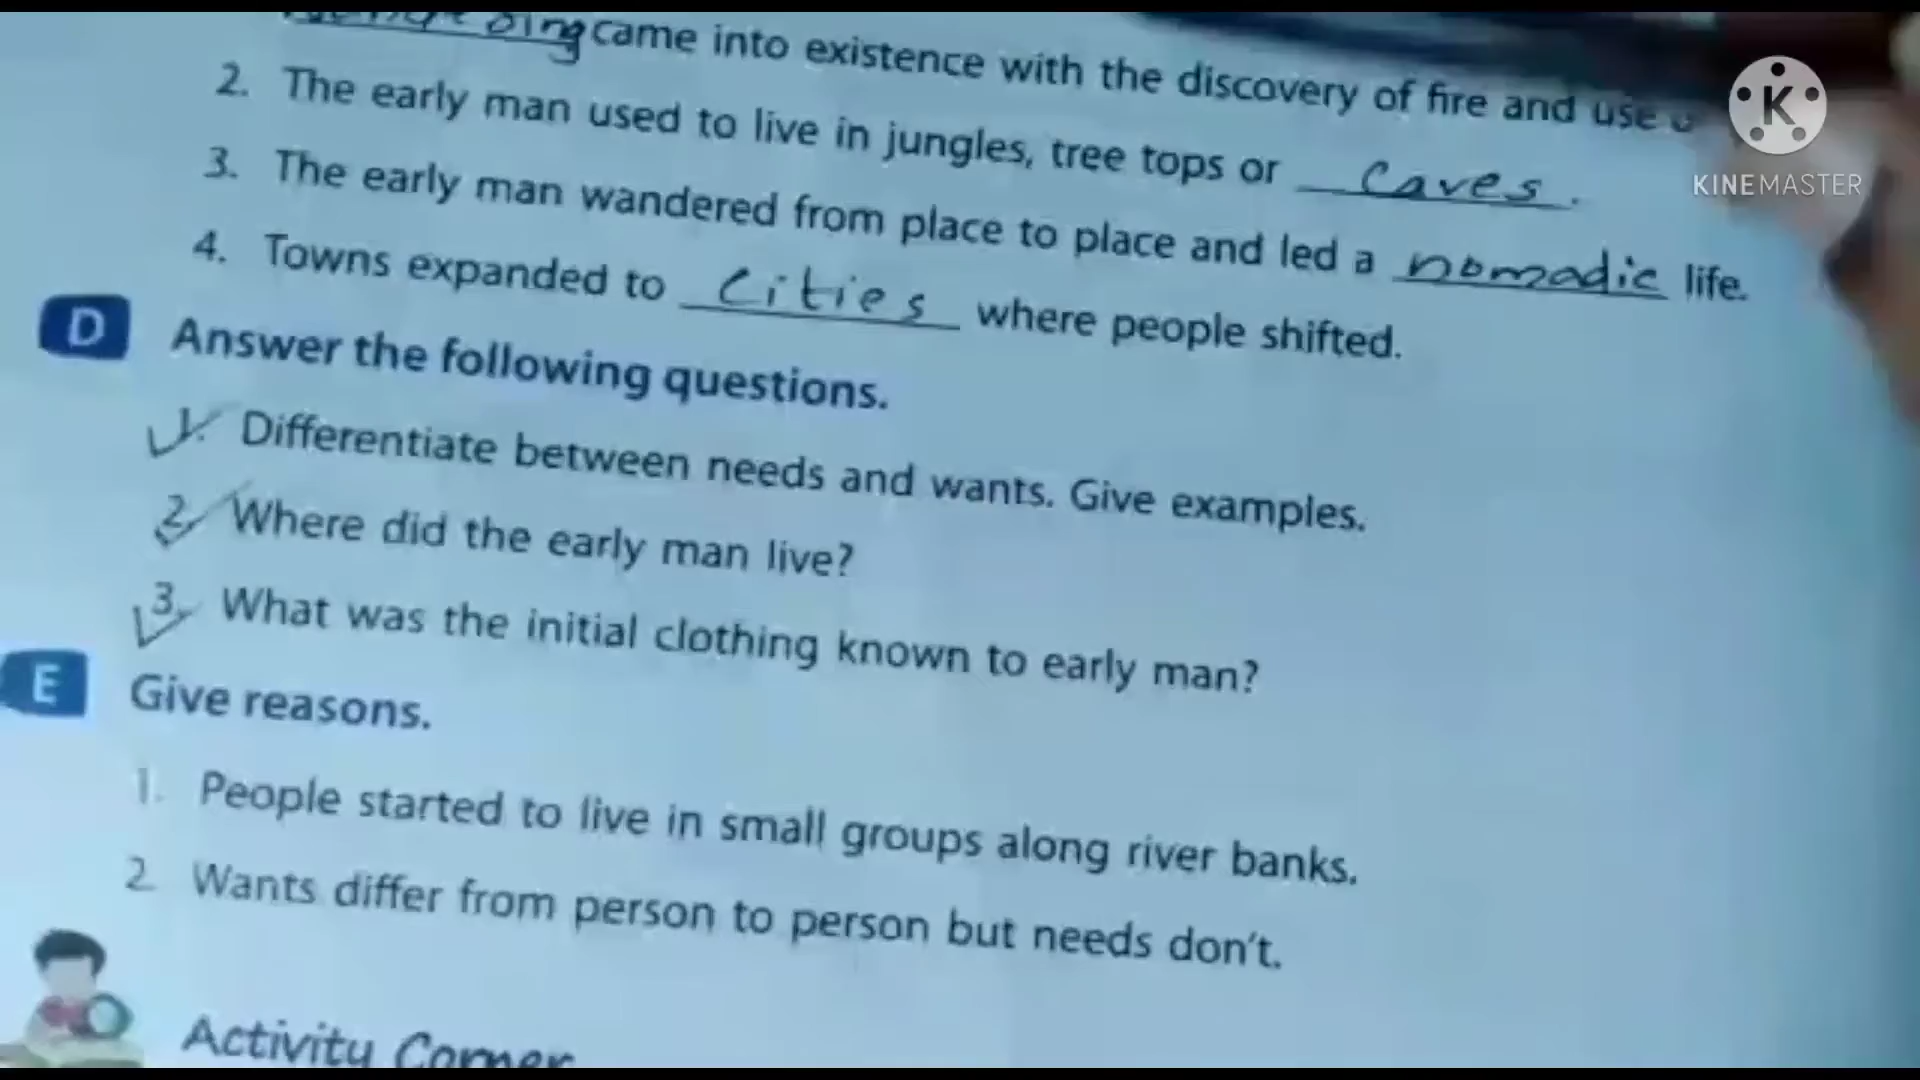 came into existence with the discovery of fire and use
2. The early man used to live in jungles, tree tops or caves.
3. The early man wandered from place to place and led a nomadic life.
4. Towns expanded to cities where people shifted.
D Answer the following questions.
1. Differentiate between needs and wants. Give examples.
2. Where did the early man live?
3. What was the initial clothing known to early man?
E Give reasons.
1. People started to live in small groups along river banks.
2. Wants differ from person to person but needs don't.
Activity Corner
K
KINEMASTER